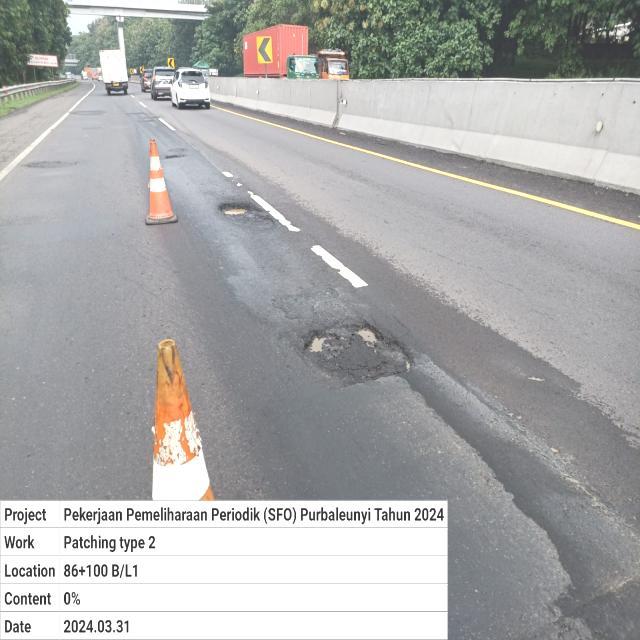 Project Pekerjaan Pemeliharaan Periodik (SFO) Purbaleunyi Tahun 2024
Work Patching type 2
Location 86+100 B/L1
Content 0%
Date 2024.03.31